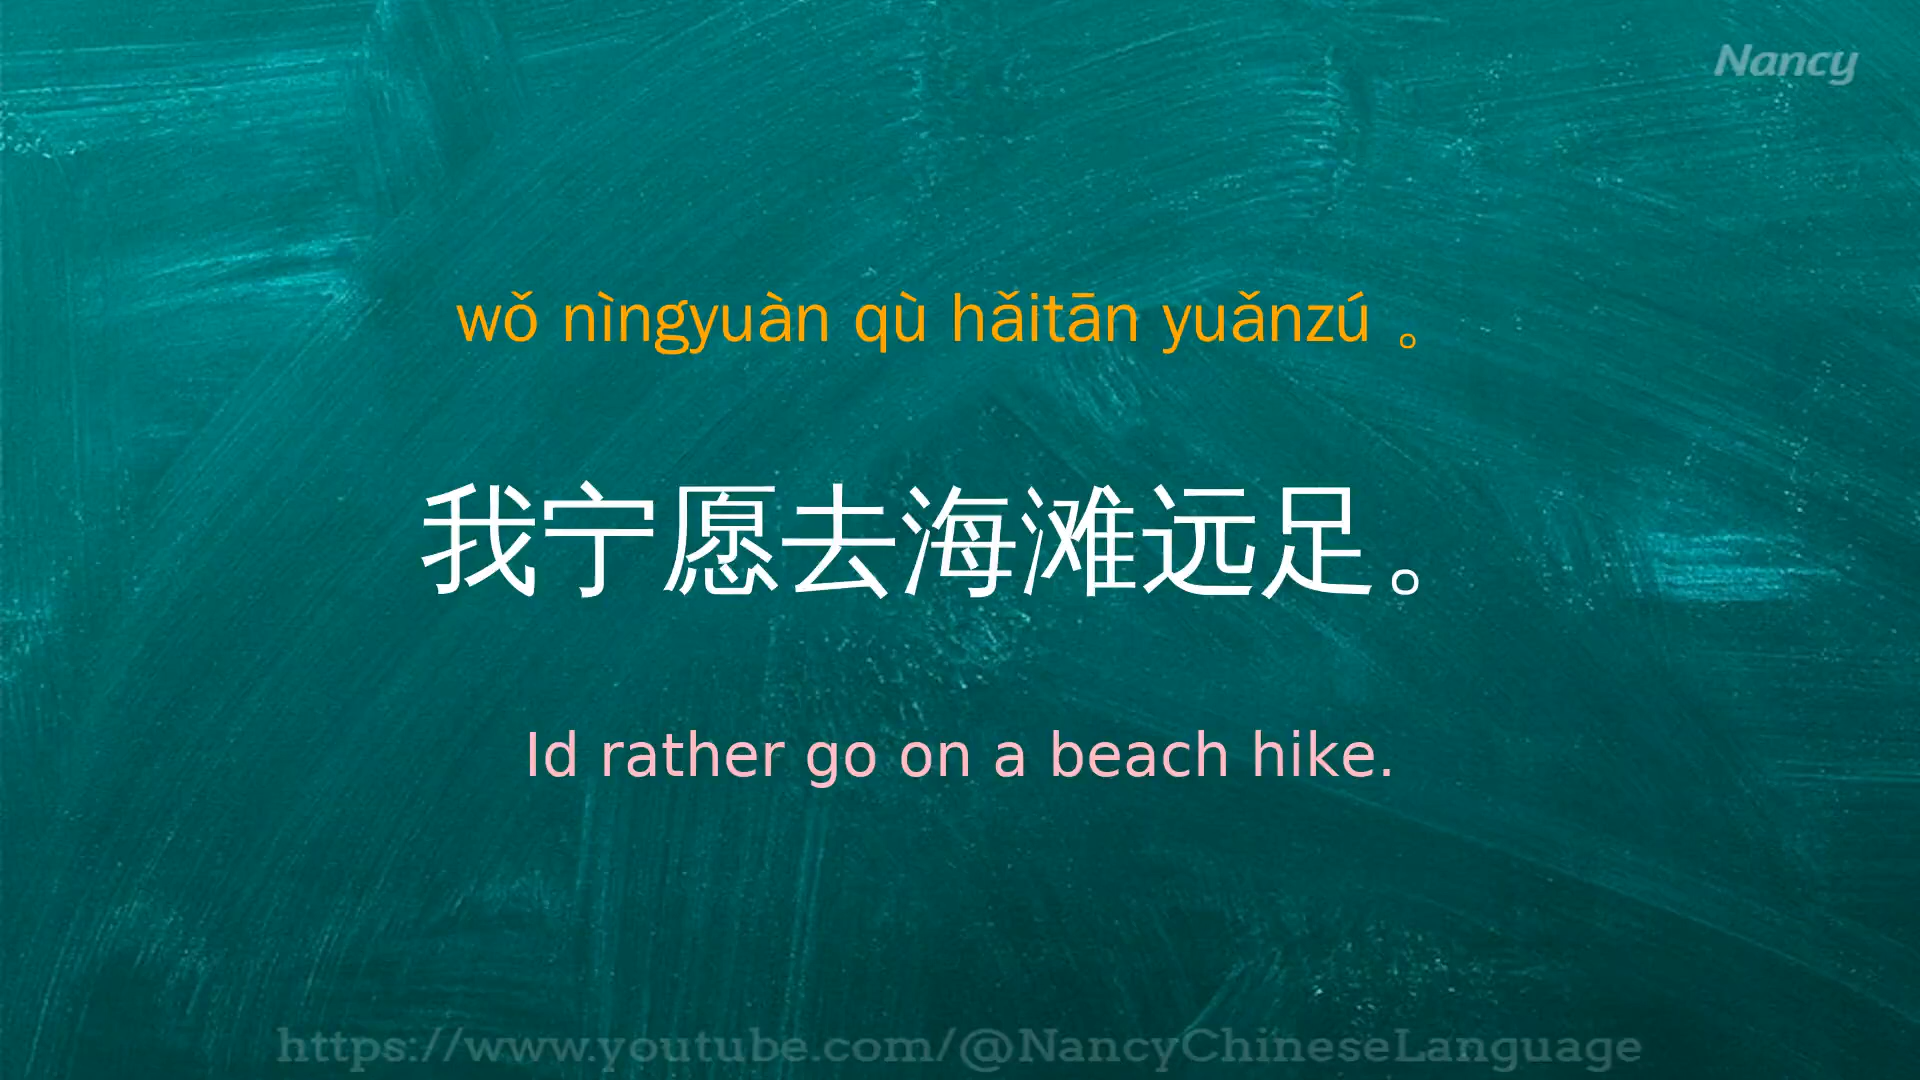 Nancy
wǒ nìngyuàn qù hǎitān yuǎnzú 。
我宁愿去海滩远足。
Id rather go on a beach hike.
https://www.youtube.com/@NancyChineseLanguage